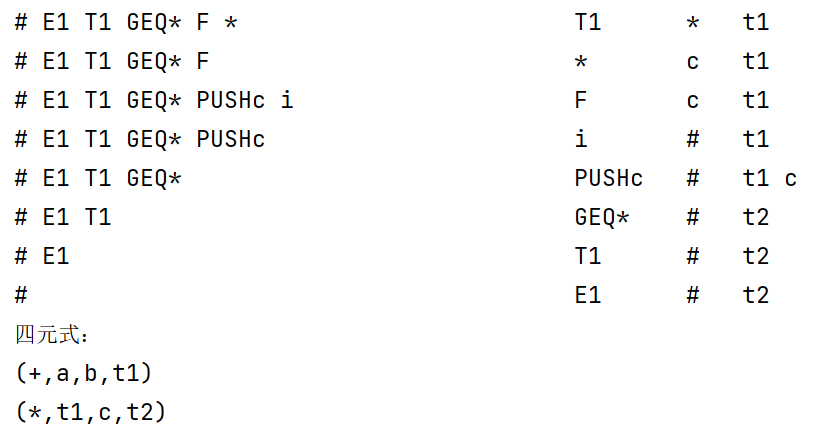 # E1 T1 GEQ* F * T1 * t1
# E1 T1 GEQ* F * c t1
# E1 T1 GEQ* PUSHc i F c t1
# E1 T1 GEQ* PUSHc i # t1
# E1 T1 GEQ* PUSHc # t1 c
# E1 T1 GEQ* # t2
# E1 T1 # t2
# E1 # t2
四元式：
(+,a,b,t1)
(*,t1,c,t2)